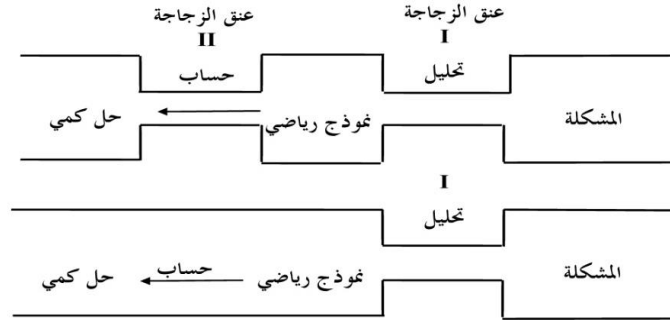 عنق الزجاجة
I
تحليل
عنق الزجاجة
II
حساب
المشكلة
نموذج رياضي
حل كمي
I
تحليل
المشكلة
نموذج رياضي
حساب
حل كمي